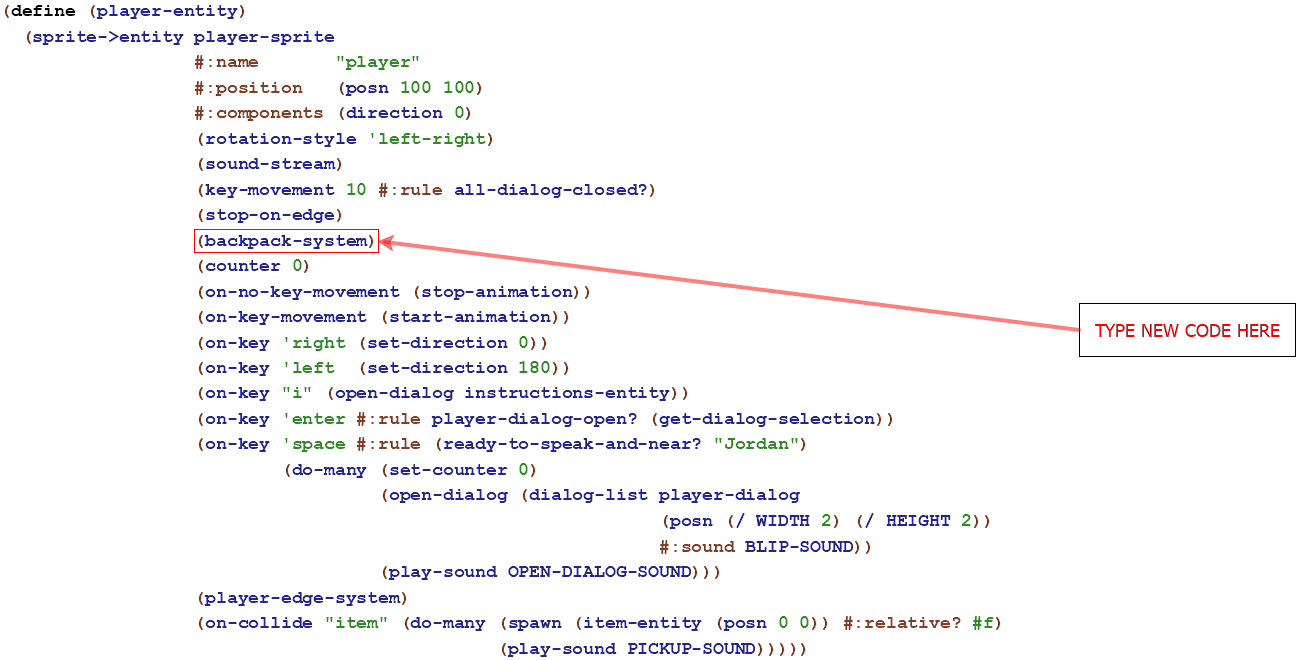 (define (player-entity)
(sprite->entity player-sprite
#:name "player"
#:position (posn 100 100)
#:components (direction 0)
(rotation-style 'left-right)
(sound-stream)
(key-movement 10 #:rule all-dialog-closed?)
(stop-on-edge)
(backpack-system)
(counter 0)
(on-no-key-movement (stop-animation))
(on-key-movement (start-animation))
TYPE NEW CODE HERE
(on-key 'right (set-direction 0))
(on-key 'left (set-direction 180))
(on-key "i" (open-dialog instructions-entity))
(on-key 'enter #:rule player-dialog-open? (get-dialog-selection))
(on-key 'space #:rule (ready-to-speak-and-near? "Jordan")
(do-many (set-counter 0)
(open-dialog (dialog-list player-dialog
(posn (/ WIDTH 2) (/ HEIGHT 2))
#:sound BLIP-SOUND))
(play-sound OPEN-DIALOG-SOUND)))
(player-edge-system)
(on-collide "item" (do-many (spawn (item-entity (posn 0 0)) #:relative? #f)
(play-sound PICKUP-SOUND)))))